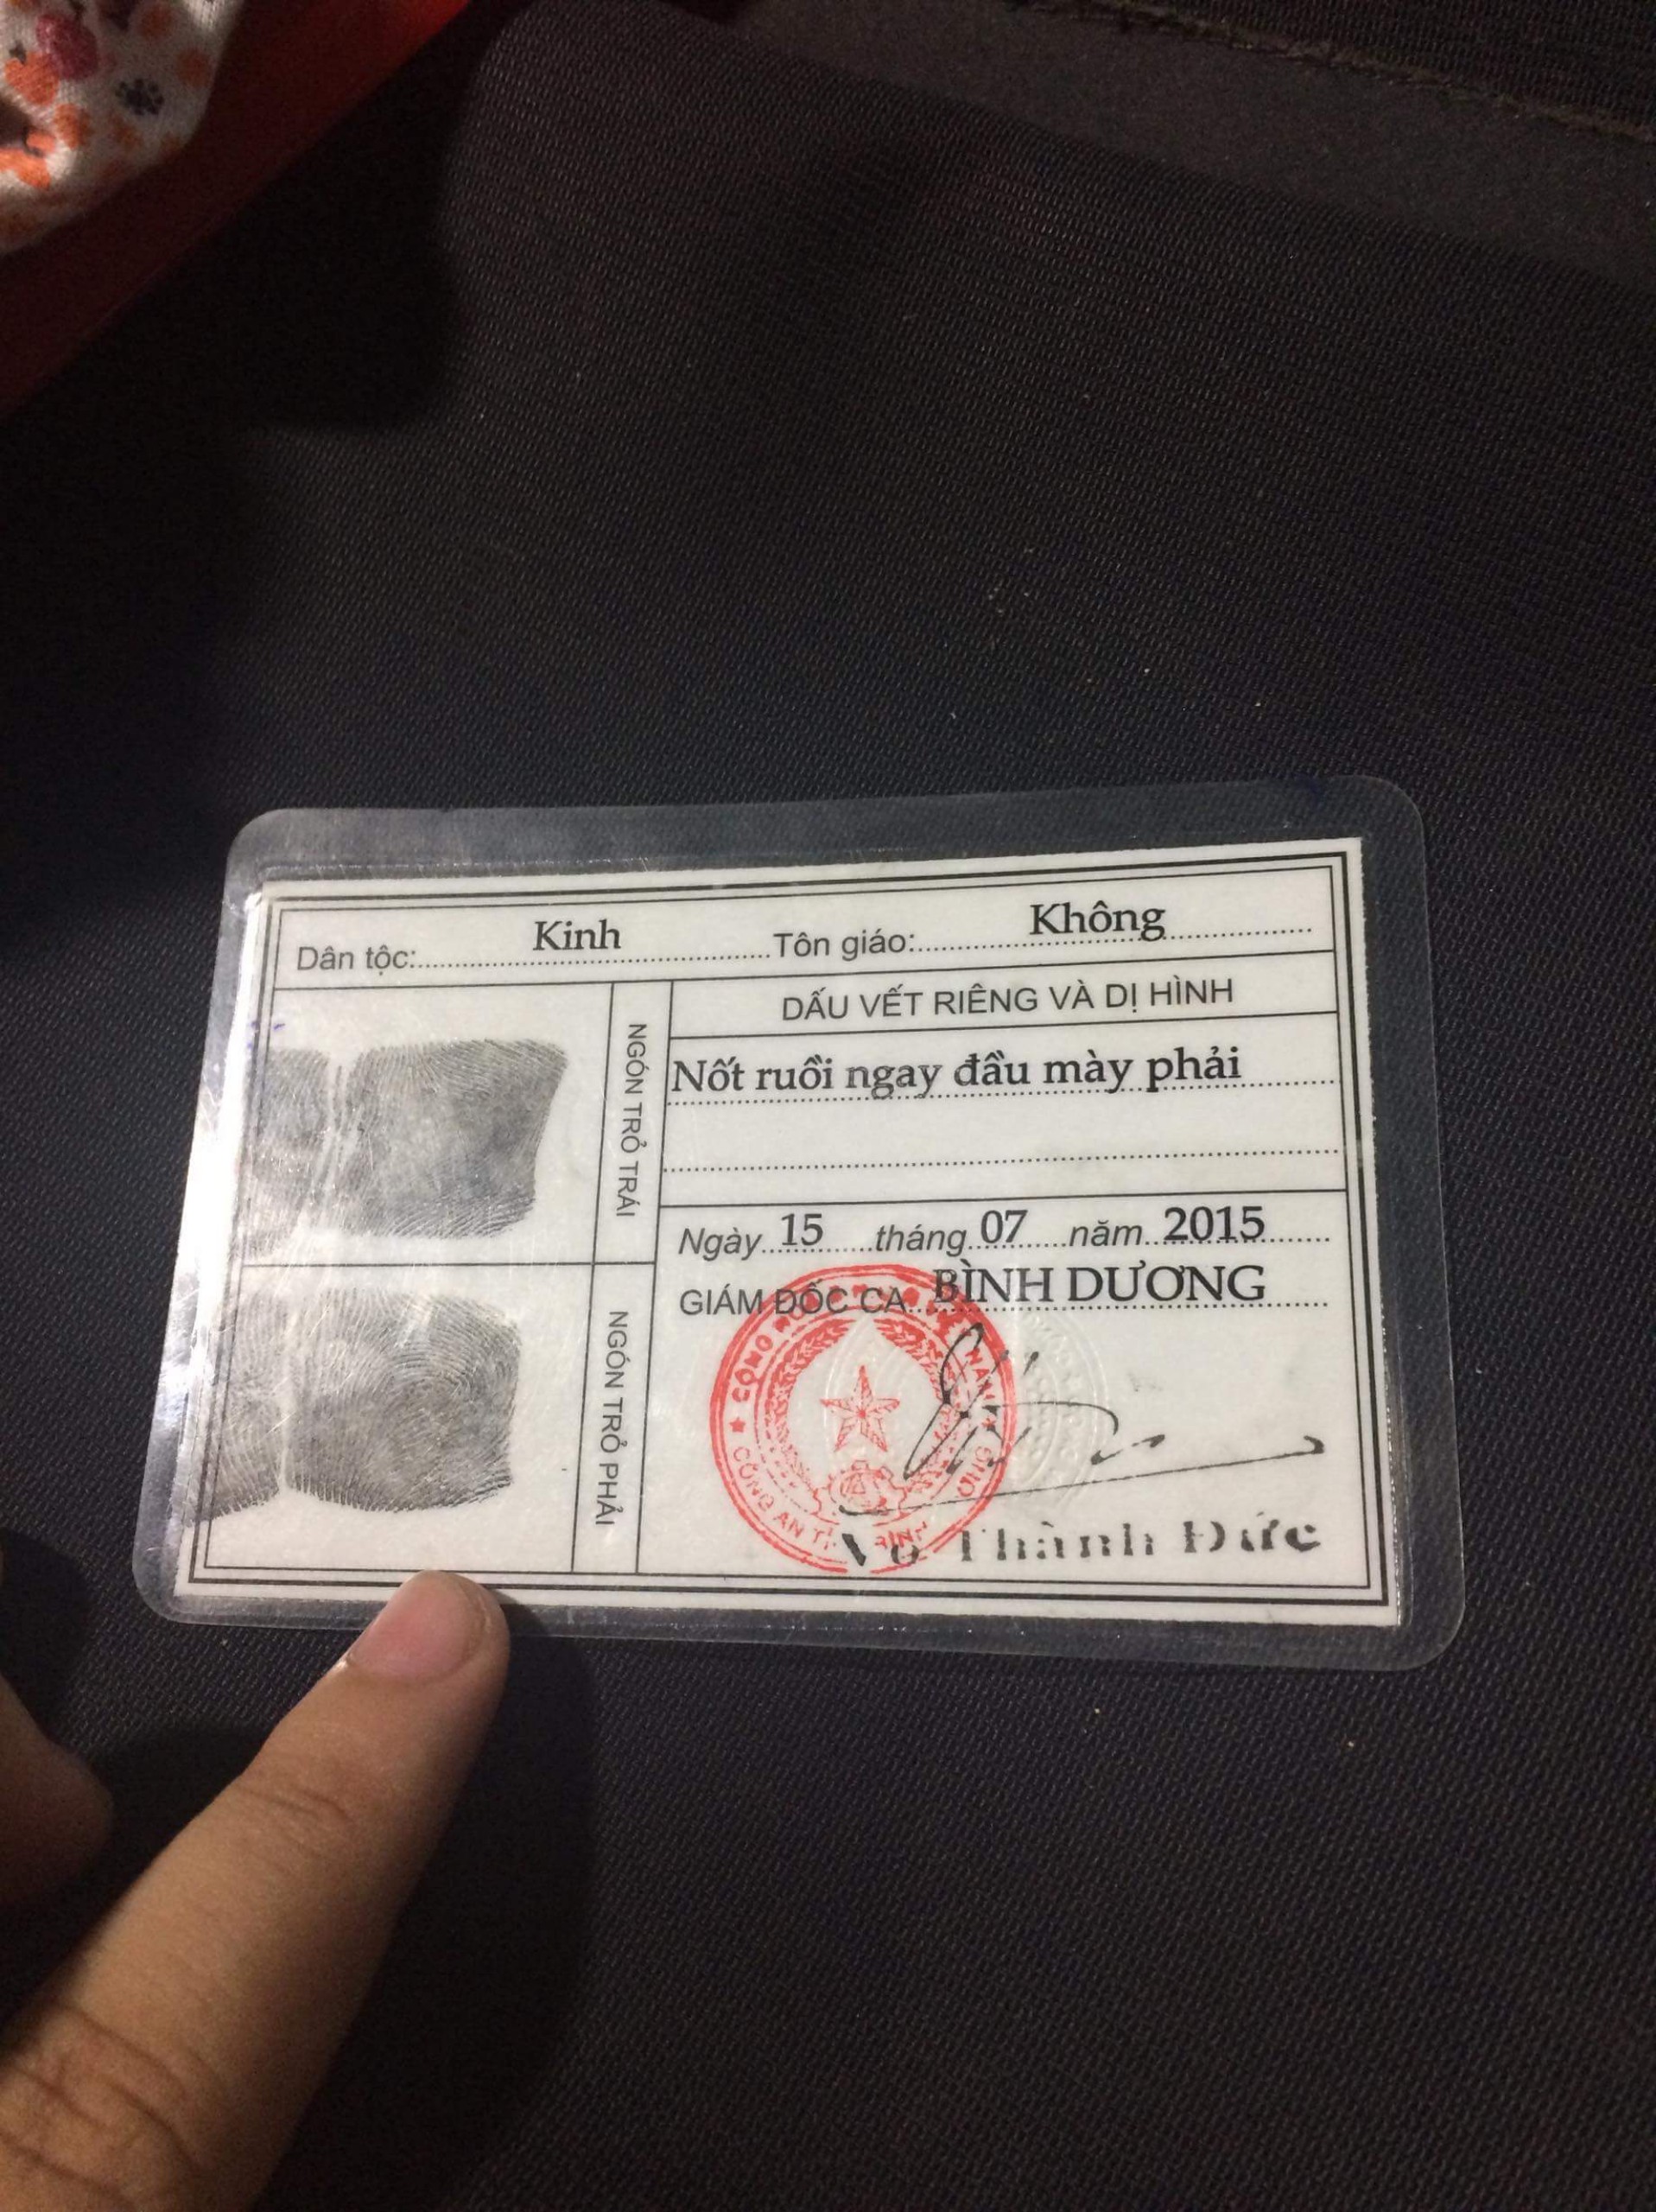 Dân tộc: Kinh Tôn giáo: Không
DẤU VẾT RIÊNG VÀ DỊ HÌNH
NGÓN TRỎ TRÁI
Nốt ruồi ngay đầu mày phải
Ngày 15 tháng 07 năm 2015
GIÁM ĐỐC CA BÌNH DƯƠNG
NGÓN TRỎ PHẢI
CÔNG AN
Thành Đức